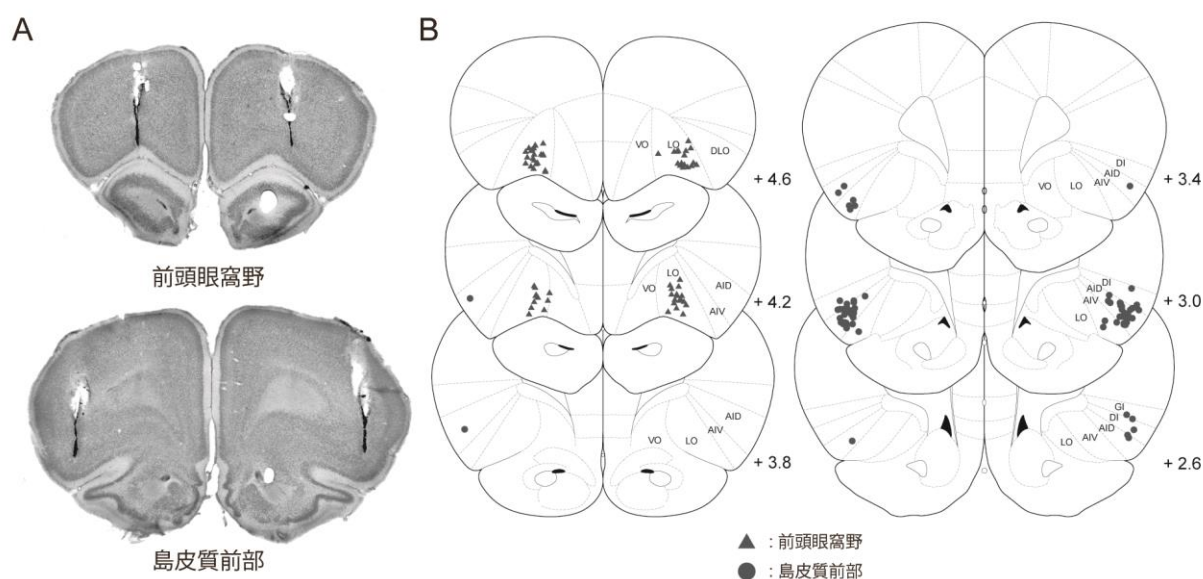 A
前頭眼窩野
島皮質前部
B
VO LO DLO
+ 4.6
LO
VO AID
AIV
+ 4.2
AID
AIV
VO LO
+ 3.8
DI
AID
AIV
VO LO
+ 3.4
DI
AID
AIV
LO
+ 3.0
GI
DI
AID
AIV
LO
+ 2.6
▲ : 前頭眼窩野
● : 島皮質前部